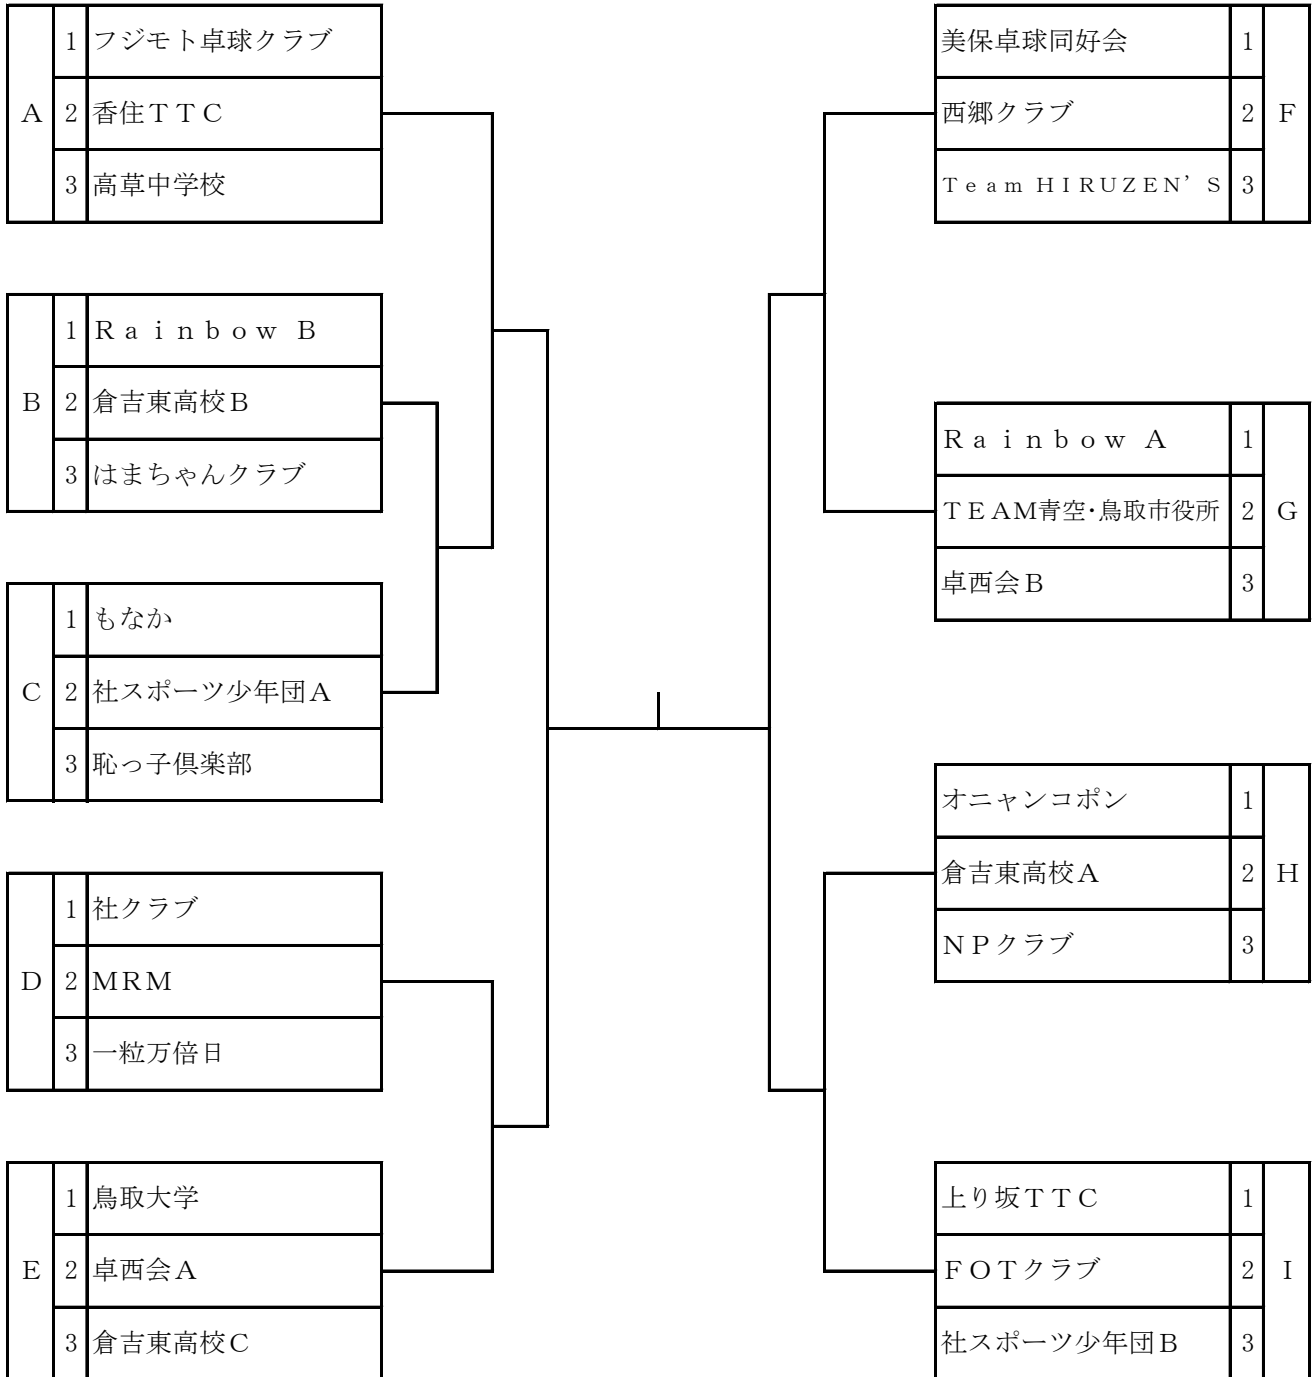 A
1 フジモト卓球クラブ
2 香住ＴＴＣ
3 高草中学校
B
1 Ｒａｉｎｂｏｗ Ｂ
2 倉吉東高校Ｂ
3 はまちゃんクラブ
C
1 もなか
2 社スポーツ少年団Ａ
3 恥っ子倶楽部
D
1 社クラブ
2 ＭＲＭ
3 一粒万倍日
E
1 鳥取大学
2 卓西会Ａ
3 倉吉東高校Ｃ
美保卓球同好会 1
西郷クラブ 2
Ｔｅａｍ ＨＩＲＵＺＥＮ’Ｓ 3
F
Ｒａｉｎｂｏｗ Ａ 1
ＴＥＡＭ青空・鳥取市役所 2
卓西会Ｂ 3
G
オニャンコポン 1
倉吉東高校Ａ 2
ＮＰクラブ 3
H
上り坂ＴＴＣ 1
ＦＯＴクラブ 2
社スポーツ少年団Ｂ 3
I